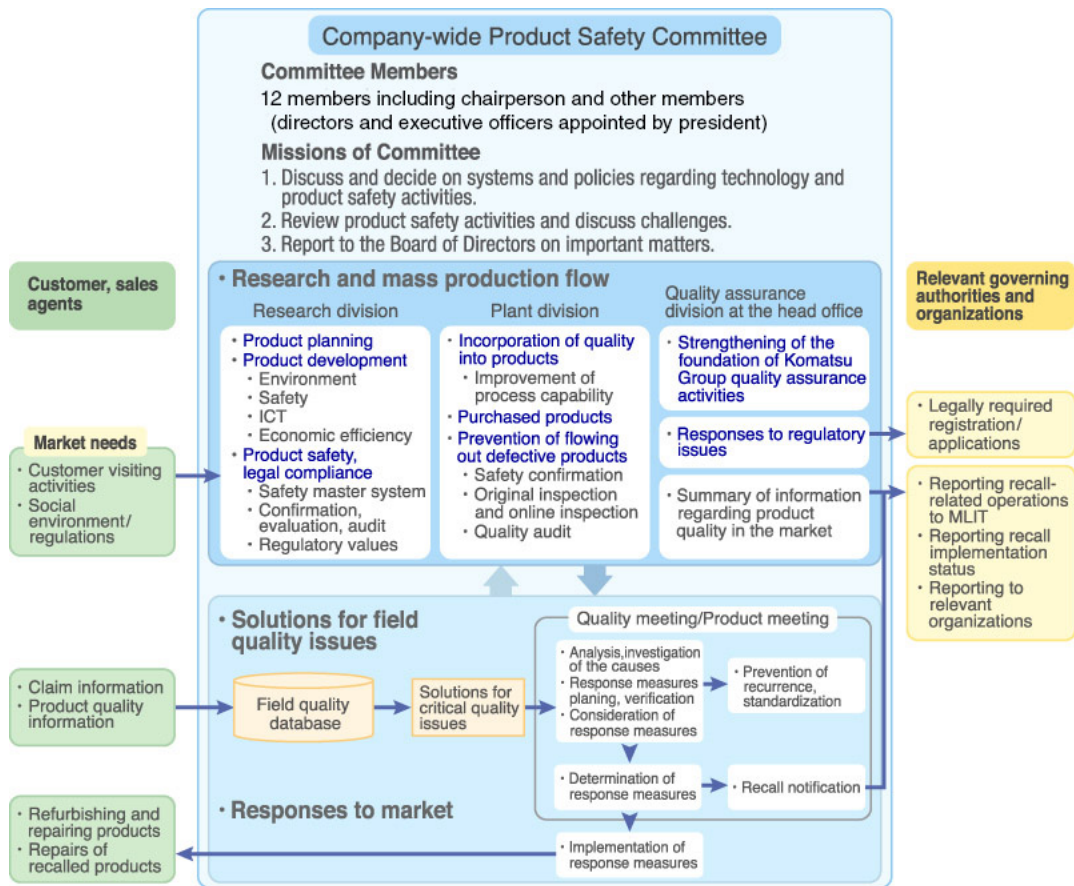 Company-wide Product Safety Committee
Committee Members
12 members including chairperson and other members
(directors and executive officers appointed by president)
Missions of Committee
1. Discuss and decide on systems and policies regarding technology and
product safety activities.
2. Review product safety activities and discuss challenges.
3. Report to the Board of Directors on important matters.
Customer, sales
agents
Market needs
• Customer visiting
activities
• Social
environment/
regulations
• Claim information
• Product quality
information
• Refurbishing and
repairing products
• Repairs of
recalled products
• Research and mass production flow
Research division
• Product planning
• Product development
• Environment
• Safety
• ICT
• Economic efficiency
• Product safety,
legal compliance
• Safety master system
• Confirmation,
evaluation, audit
• Regulatory values
Plant division
• Incorporation of quality
into products
• Improvement of
process capability
• Purchased products
• Prevention of flowing
out defective products
• Safety confirmation
• Original inspection
and online inspection
• Quality audit
Quality assurance
division at the head office
• Strengthening of the
foundation of Komatsu
Group quality assurance
activities
• Responses to regulatory
issues
• Summary of information
regarding product
quality in the market
• Solutions for field
quality issues
Field quality
database
Solutions for
critical quality
issues
Quality meeting/Product meeting
• Analysis,investigation
of the causes
• Response measures
planing, verification
• Consideration of
response measures
• Prevention of
recurrence,
standardization
• Determination of
response measures
• Recall notification
• Responses to market
• Implementation of
response measures
Relevant governing
authorities and
organizations
• Legally required
registration/
applications
• Reporting recall-
related operations
to MLIT
• Reporting recall
implementation
status
• Reporting to
relevant
organizations